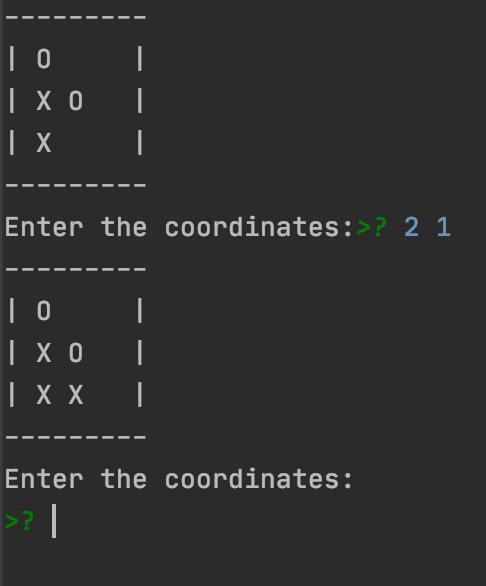 ---------
| O     |
| X O   |
| X     |
---------
Enter the coordinates:>? 2 1
---------
| O     |
| X O   |
| X X   |
---------
Enter the coordinates:
>?